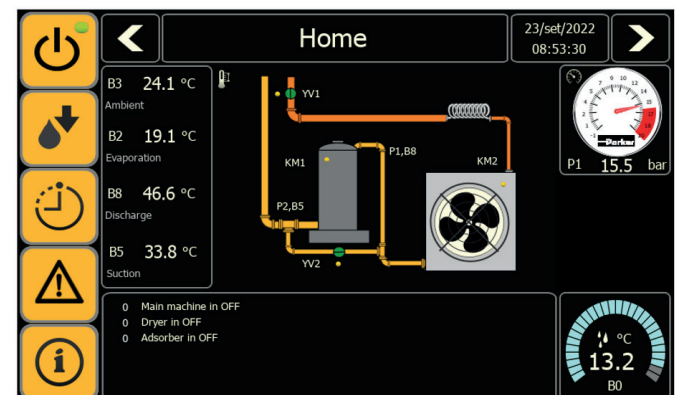 Home
23/set/2022
08:53:30
B3 24.1 °C
Ambient
B2 19.1 °C
Evaporation
B8 46.6 °C
Discharge
B5 33.8 °C
Suction
YV1
P1,B8
KM1
KM2
P2,B5
YV2
Parker
P1 15.5 bar
0 Main machine in OFF
0 Dryer in OFF
0 Adsorber in OFF
°C
13.2
B0